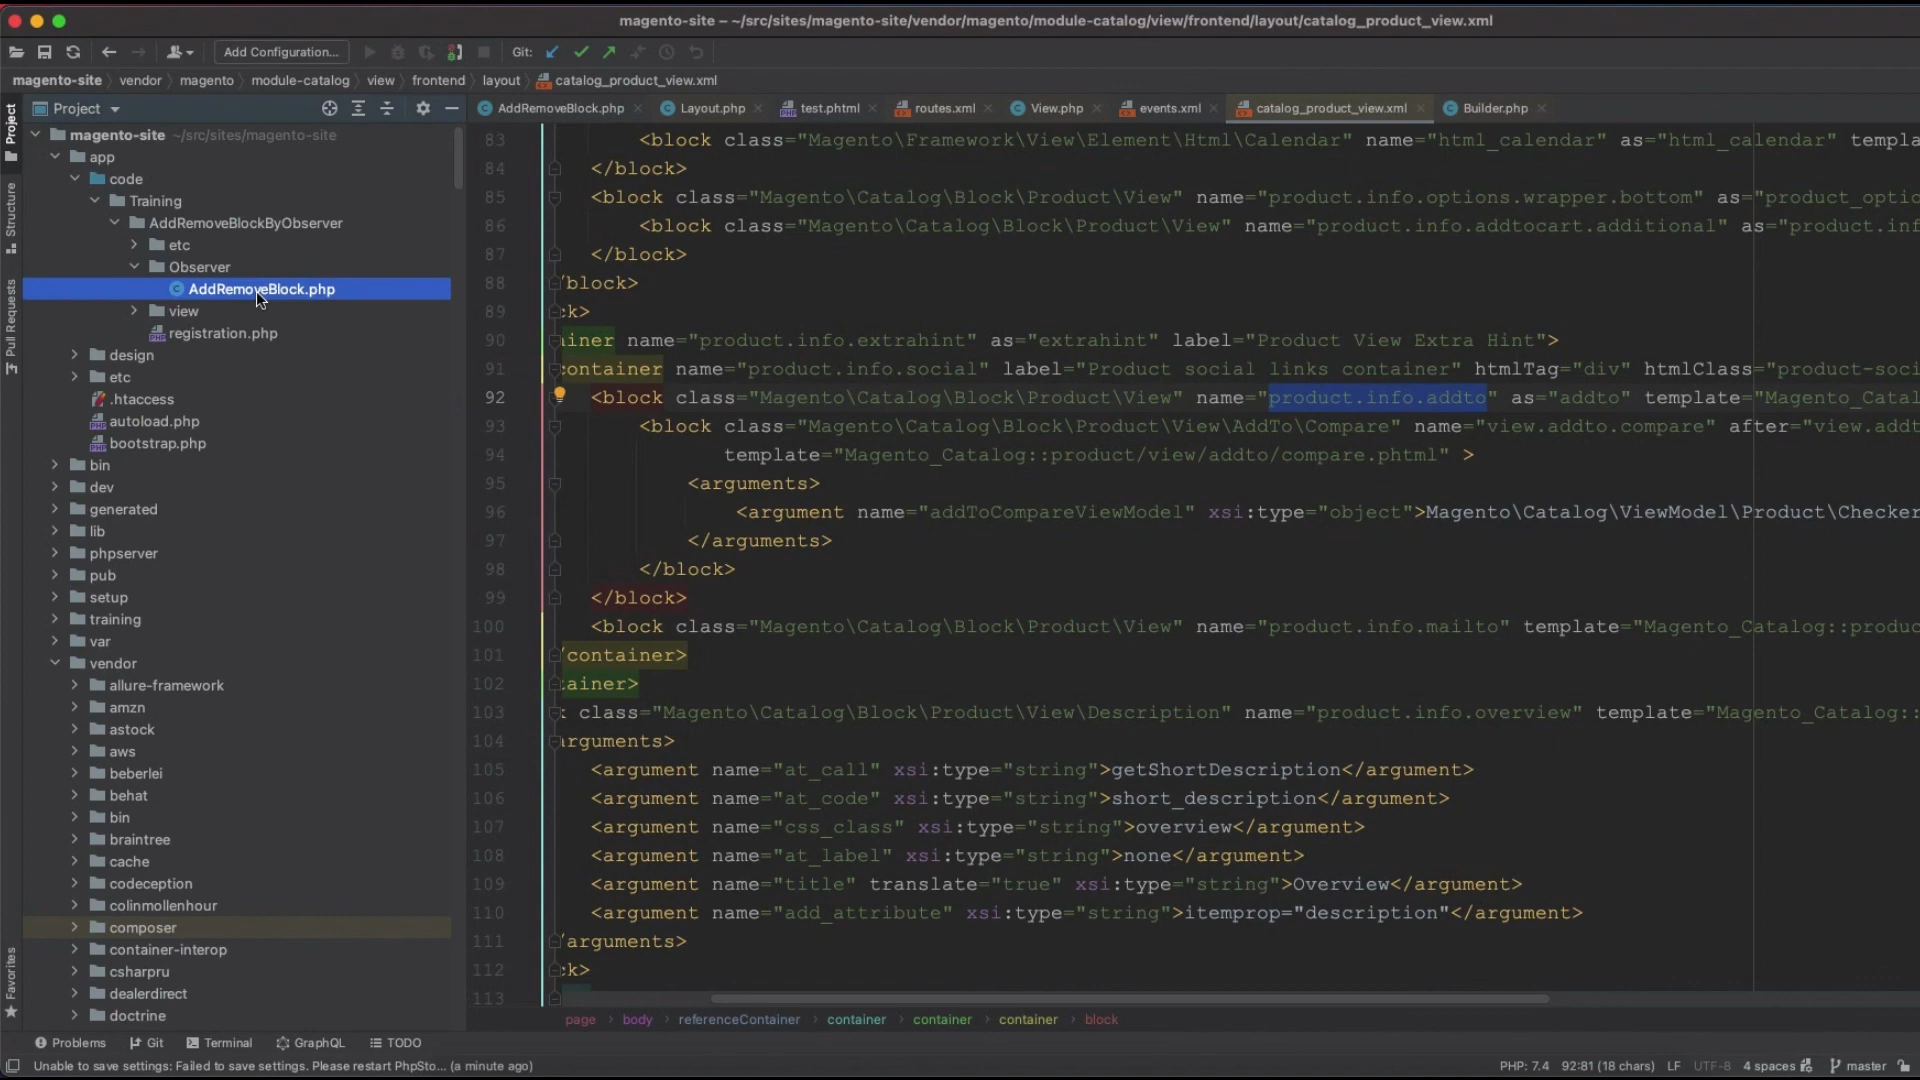 magento-site – ~/src/sites/magento-site/vendor/magento/module-catalog/view/frontend/layout/catalog_product_view.xml
Add Configuration...
Git:
magento-site
vendor
magento
module-catalog
view
frontend
layout
catalog_product_view.xml
Project
AddRemoveBlock.php
Layout.php
test.phtml
routes.xml
View.php
events.xml
catalog_product_view.xml
Builder.php
Project
Structure
Pull Requests
Favorites
magento-site ~/src/sites/magento-site
app
code
Training
AddRemoveBlockByObserver
etc
Observer
AddRemoveBlock.php
view
registration.php
design
etc
.htaccess
autoload.php
bootstrap.php
bin
dev
generated
lib
phpserver
pub
setup
training
var
vendor
allure-framework
amzn
astock
aws
beberlei
behat
bin
braintree
cache
codeception
colinmollenhour
composer
container-interop
csharpru
dealerdirect
doctrine
83 <block class="Magento\Framework\View\Element\Html\Calendar" name="html_calendar" as="html_calendar" templa
84 </block>
85 <block class="Magento\Catalog\Block\Product\View" name="product.info.options.wrapper.bottom" as="product_optio
86 <block class="Magento\Catalog\Block\Product\View" name="product.info.addtocart.additional" as="product.inf
87 </block>
88 /block>
89 ck>
90 ainer name="product.info.extrahint" as="extrahint" label="Product View Extra Hint">
91 container name="product.info.social" label="Product social links container" htmlTag="div" htmlClass="product-soci
92 <block class="Magento\Catalog\Block\Product\View" name="product.info.addto" as="addto" template="Magento_Catal
93 <block class="Magento\Catalog\Block\Product\View\AddTo\Compare" name="view.addto.compare" after="view.addt
94 template="Magento_Catalog::product/view/addto/compare.phtml" >
95 <arguments>
96 <argument name="addToCompareViewModel" xsi:type="object">Magento\Catalog\ViewModel\Product\Checker
97 </arguments>
98 </block>
99 </block>
100 <block class="Magento\Catalog\Block\Product\View" name="product.info.mailto" template="Magento_Catalog::produc
101 /container>
102 tainer>
103 k class="Magento\Catalog\Block\Product\View\Description" name="product.info.overview" template="Magento_Catalog::
104 arguments>
105 <argument name="at_call" xsi:type="string">getShortDescription</argument>
106 <argument name="at_code" xsi:type="string">short_description</argument>
107 <argument name="css_class" xsi:type="string">overview</argument>
108 <argument name="at_label" xsi:type="string">none</argument>
109 <argument name="title" translate="true" xsi:type="string">Overview</argument>
110 <argument name="add_attribute" xsi:type="string">itemprop="description"</argument>
111 /arguments>
112 ck>
113
page
body
referenceContainer
container
container
container
block
Problems
Git
Terminal
GraphQL
TODO
Unable to save settings: Failed to save settings. Please restart PhpSto... (a minute ago)
PHP: 7.4
92:81 (18 chars)
LF
UTF-8
4 spaces
master